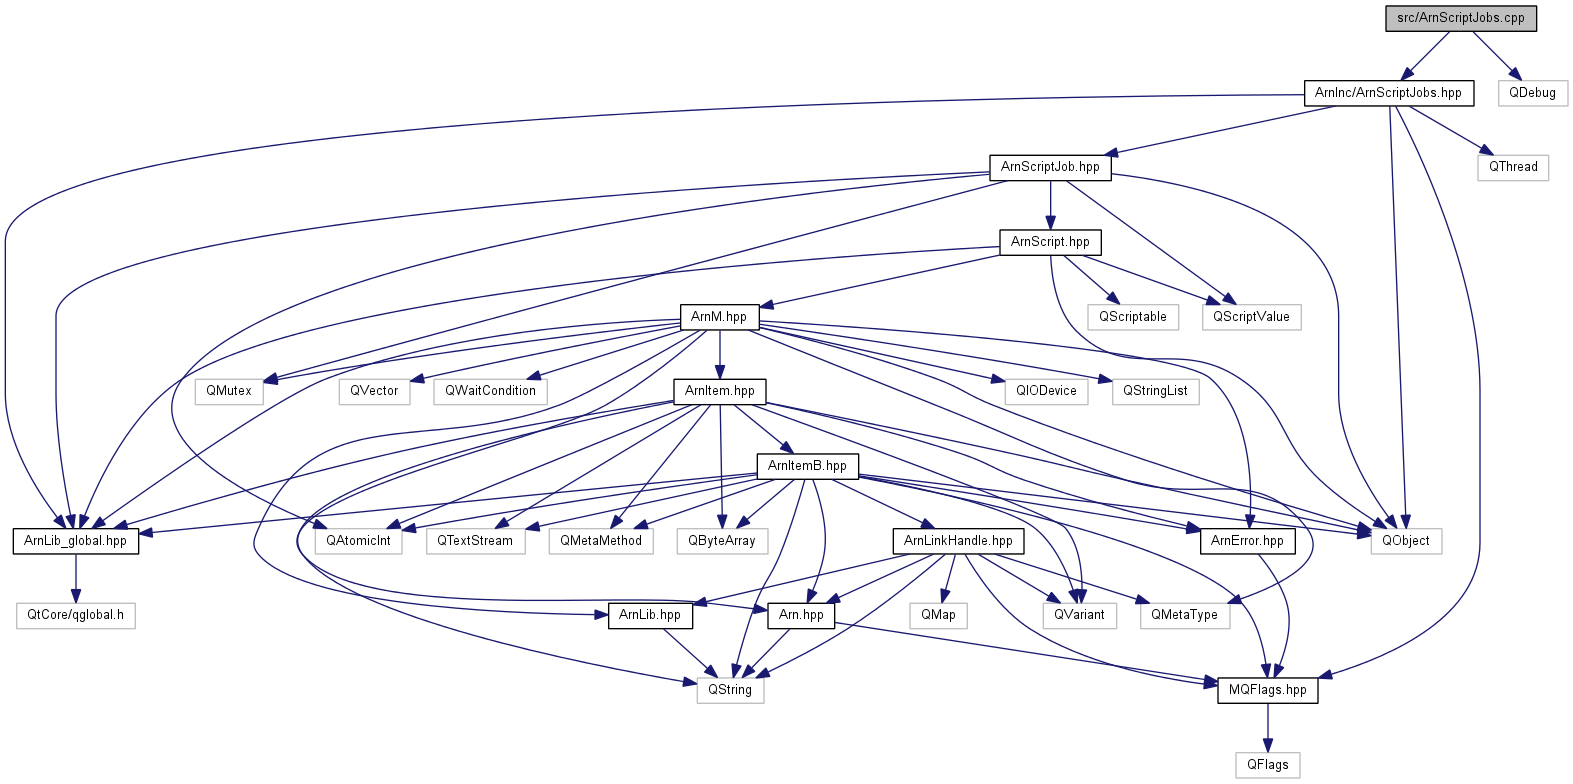 src/ArnScriptJobs.cpp
ArnInc/ArnScriptJobs.hpp
QDebug
ArnScriptJob.hpp
QThread
ArnScript.hpp
ArnM.hpp
QScriptable
QScriptValue
QMutex
QVector
QWaitCondition
ArnItem.hpp
QIODevice
QStringList
ArnItemB.hpp
ArnLib_global.hpp
QAtomicInt
QTextStream
QMetaMethod
QByteArray
ArnLinkHandle.hpp
ArnError.hpp
QObject
QtCore/qglobal.h
ArnLib.hpp
Arn.hpp
QMap
QVariant
QMetaType
QString
MQFlags.hpp
QFlags